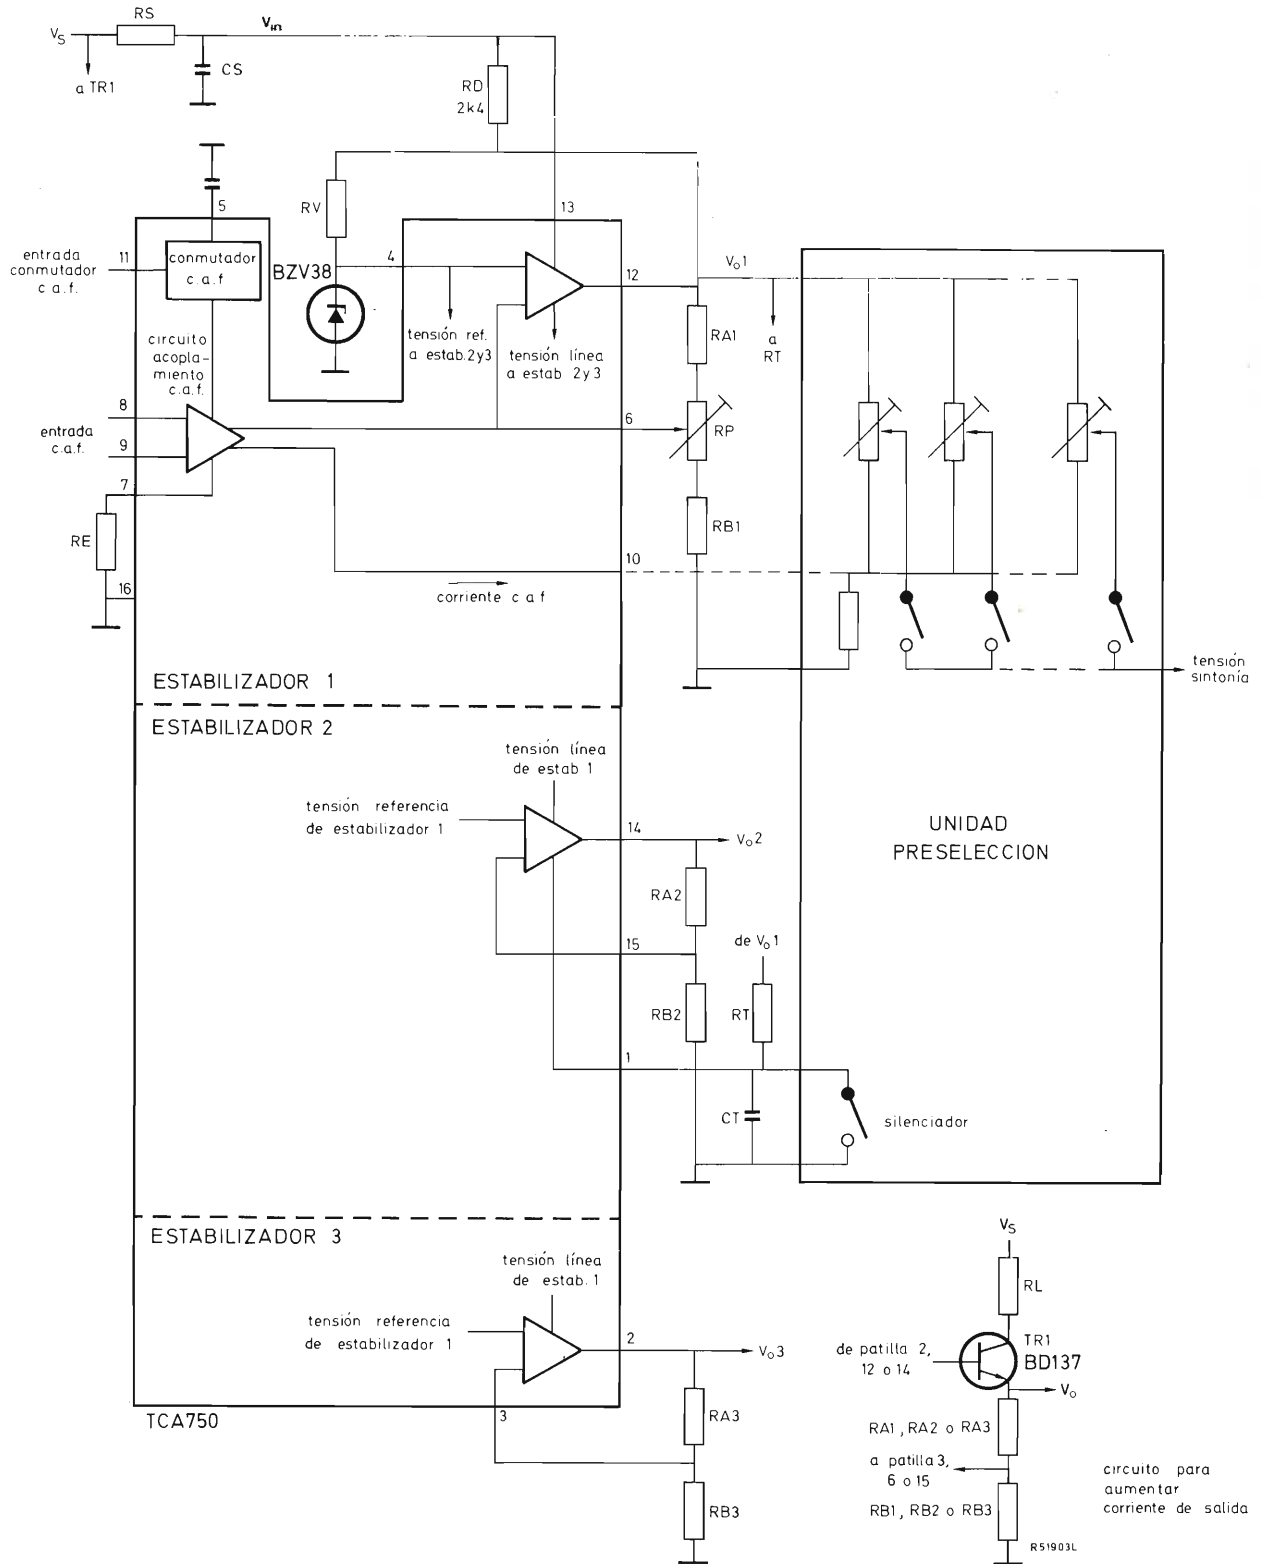 RS
V_S
V_in
a TR1
CS
RD
2k4
5
RV
13
11
entrada
conmutador
c.a.f.
conmutador
c.a.f
BZV38
4
12
V_o1
tensión ref.
a estab.2y3
tensión línea
a estab 2y3
RA1
a
RT
circuito
acopla-
miento
c.a.f.
8
entrada
c.a.f.
9
6
RP
7
RE
RB1
10
16
corriente c a f
tensión
sintonía
ESTABILIZADOR 1
ESTABILIZADOR 2
tensión línea
de estab 1
tensión referencia
de estabilizador 1
14
V_o2
UNIDAD
PRESELECCION
RA2
de V_o1
15
RB2
RT
1
CT
silenciador
ESTABILIZADOR 3
tensión línea
de estab. 1
tensión referencia
de estabilizador 1
2
V_o3
3
TCA750
RA3
RB3
V_S
RL
TR1
BD137
de patilla 2,
12 o 14
V_o
RA1, RA2 o RA3
a patilla 3,
6 o 15
RB1, RB2 o RB3
circuito para
aumentar
corriente de salida
R51903L